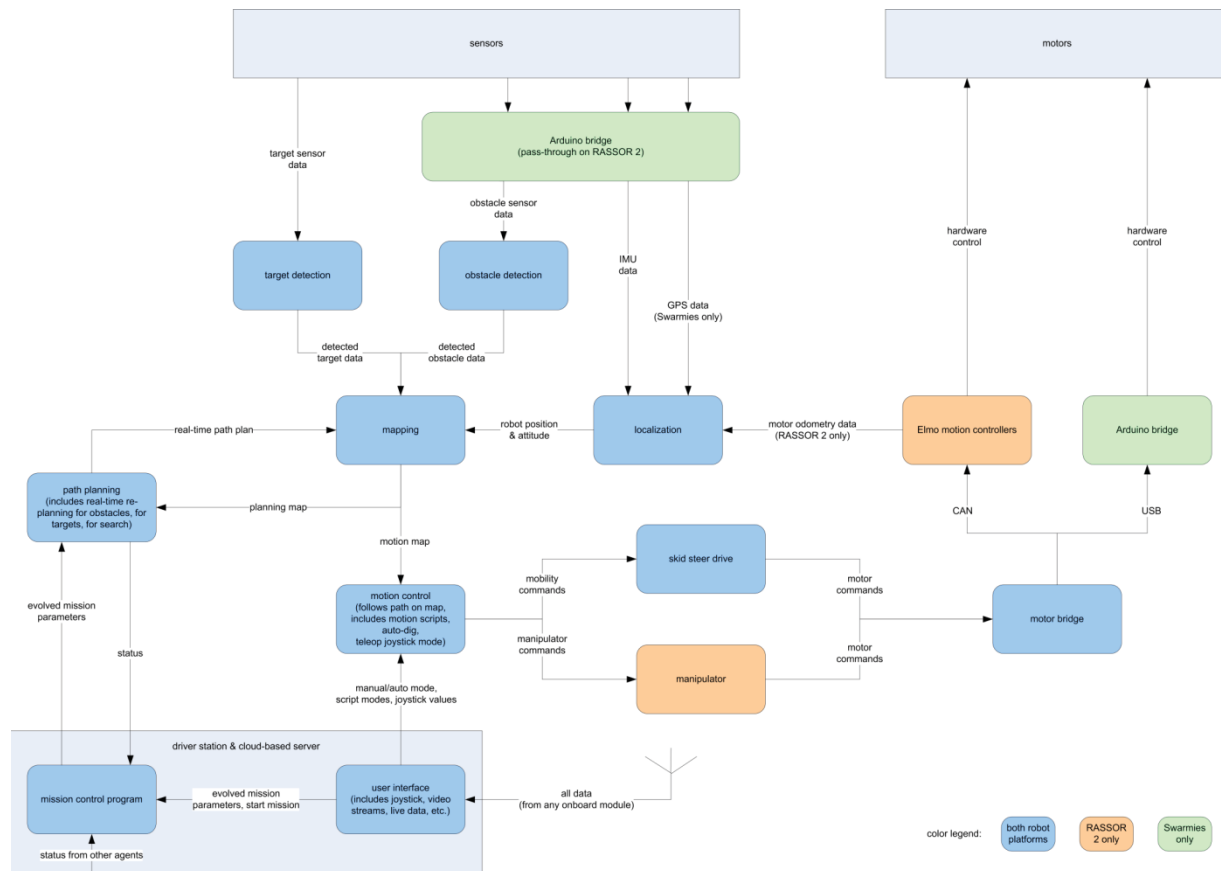 sensors
motors
Arduino bridge
(pass-through on RASSOR 2)
target sensor
data
obstacle sensor
data
hardware
control
hardware
control
target detection
obstacle detection
IMU
data
GPS data
(Swarmies only)
detected
target data
detected
obstacle data
real-time path plan
mapping
robot position
& attitude
localization
motor odometry data
(RASSOR 2 only)
Elmo motion controllers
Arduino bridge
path planning
(includes real-time re-
planning for obstacles, for
targets, for search)
planning map
CAN
USB
motion map
skid steer drive
mobility
commands
motor
commands
evolved mission
parameters
motion control
(follows path on map,
includes motion scripts,
auto-dig,
teleop joystick mode)
motor bridge
status
manipulator
commands
motor
commands
manipulator
manual/auto mode,
script modes, joystick values
driver station & cloud-based server
mission control program
evolved mission
parameters, start mission
user interface
(includes joystick, video
streams, live data, etc.)
all data
(from any onboard module)
status from other agents
color legend:
both robot
platforms
RASSOR
2 only
Swarmies
only